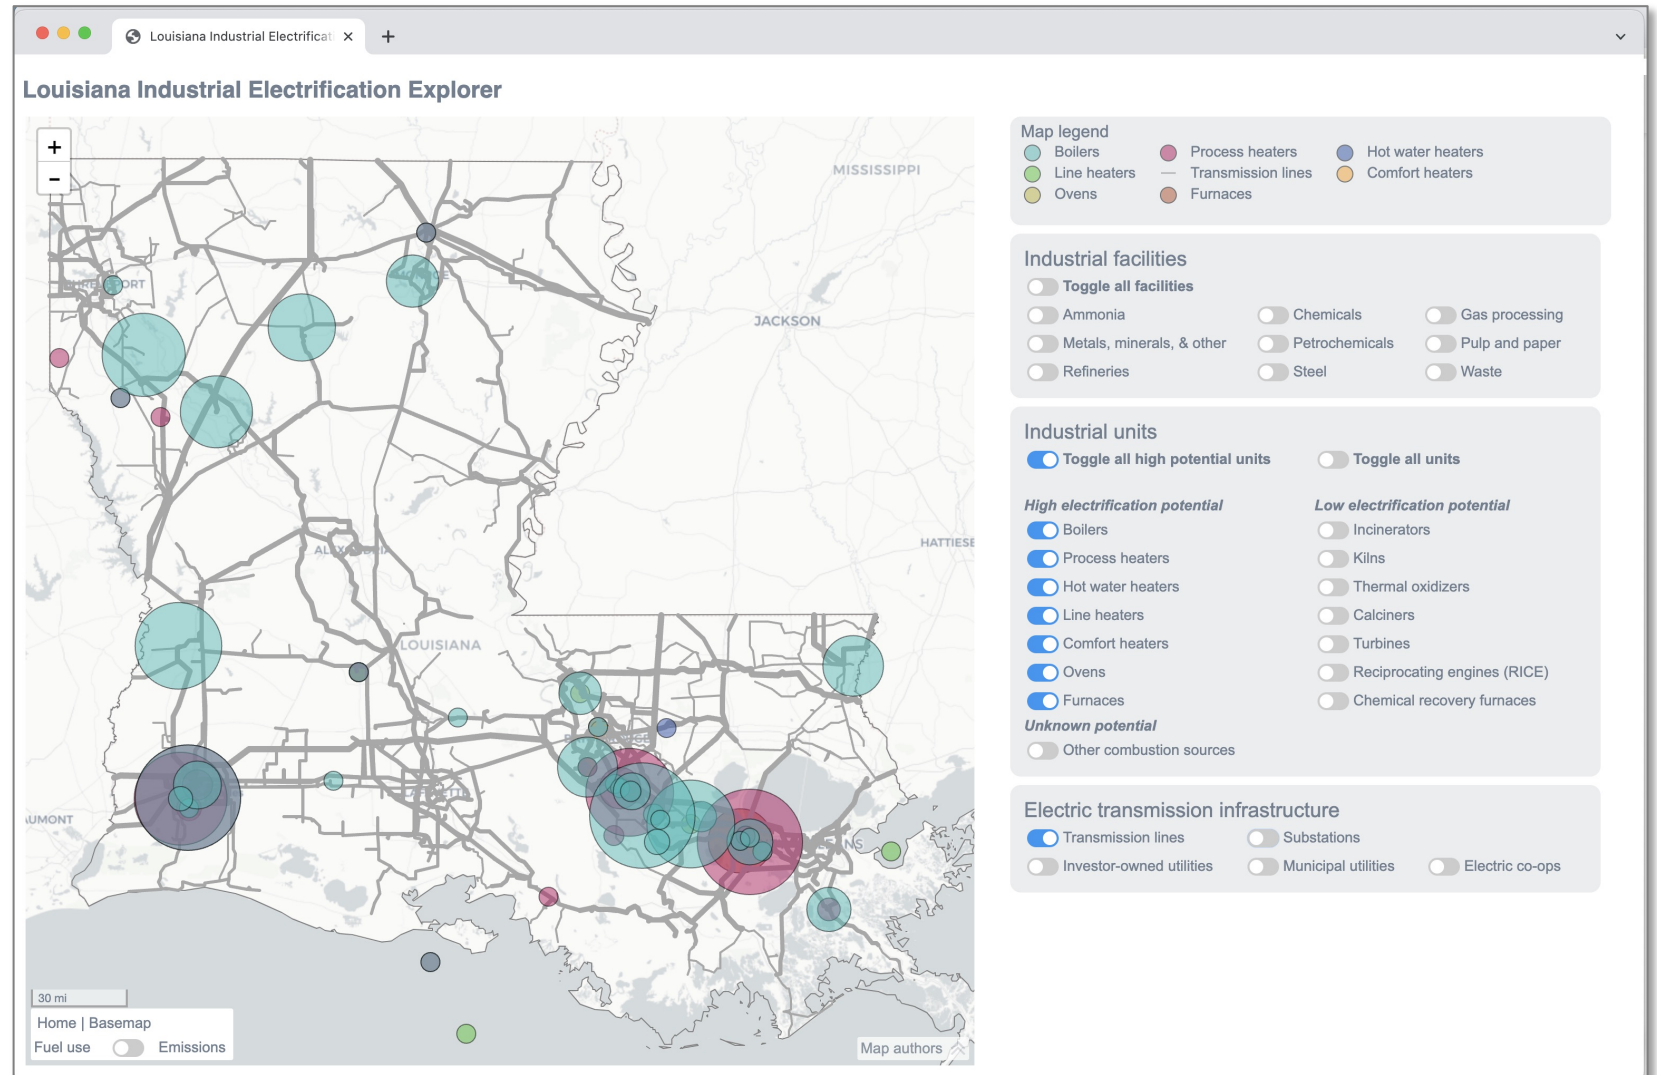 Louisiana Industrial Electrificat
Louisiana Industrial Electrification Explorer
+
−
MISSISSIPPI
JACKSON
HATTIESB
LOUISIANA
30 mi
Home | Basemap
Fuel use Emissions
Map authors
Map legend
Boilers Process heaters Hot water heaters
Line heaters Transmission lines Comfort heaters
Ovens Furnaces
Industrial facilities
Toggle all facilities
Ammonia Chemicals Gas processing
Metals, minerals, & other Petrochemicals Pulp and paper
Refineries Steel Waste
Industrial units
Toggle all high potential units Toggle all units
High electrification potential Low electrification potential
Boilers Incinerators
Process heaters Kilns
Hot water heaters Thermal oxidizers
Line heaters Calciners
Comfort heaters Turbines
Ovens Reciprocating engines (RICE)
Furnaces Chemical recovery furnaces
Unknown potential
Other combustion sources
Electric transmission infrastructure
Transmission lines Substations
Investor-owned utilities Municipal utilities Electric co-ops